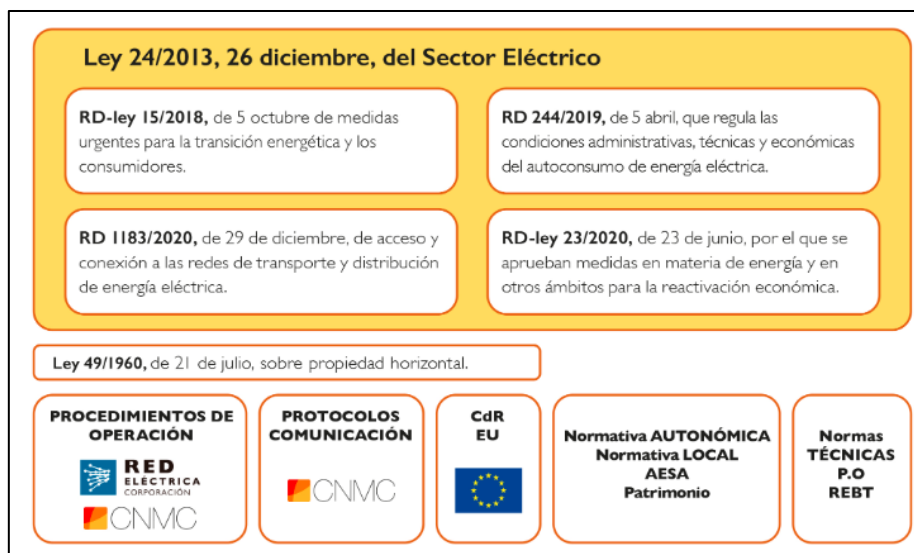 Ley 24/2013, 26 diciembre, del Sector Eléctrico
RD-ley 15/2018, de 5 octubre de medidas
urgentes para la transición energética y los
consumidores.
RD 244/2019, de 5 abril, que regula las
condiciones administrativas, técnicas y económicas
del autoconsumo de energía eléctrica.
RD 1183/2020, de 29 de diciembre, de acceso y
conexión a las redes de transporte y distribución
de energía eléctrica.
RD-ley 23/2020, de 23 de junio, por el que se
aprueban medidas en materia de energía y en
otros ámbitos para la reactivación económica.
Ley 49/1960, de 21 de julio, sobre propiedad horizontal.
PROCEDIMIENTOS DE
OPERACIÓN
RED
ELÉCTRICA
CORPORACIÓN
CNMC
PROTOCOLOS
COMUNICACIÓN
CNMC
CdR
EU
Normativa AUTONÓMICA
Normativa LOCAL
AESA
Patrimonio
Normas
TÉCNICAS
P.O
REBT